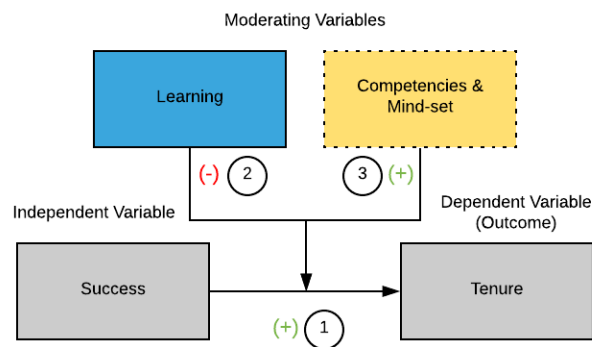 Moderating Variables
Learning
Competencies &
Mind-set
(-) 2
3 (+)
Independent Variable
Dependent Variable
(Outcome)
Success
Tenure
(+) 1